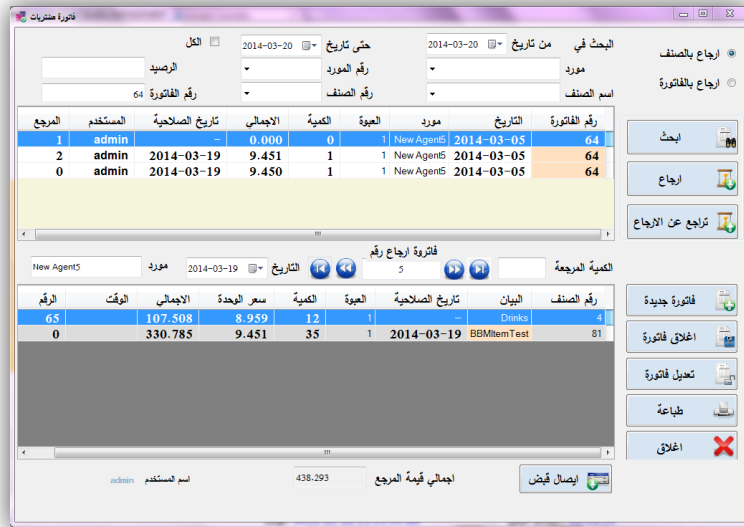 فاتورة مشتريات
ارجاع بالصنف
ارجاع بالفاتورة
البحث في من تاريخ 2014-03-20 حتى تاريخ 2014-03-20 الكل
مورد رقم المورد الرصيد
اسم الصنف رقم الصنف رقم الفاتورة 64
رقم الفاتورة التاريخ مورد العبوة الكمية الاجمالي تاريخ الصلاحية المستخدم المرجع
64 2014-03-05 New Agent5 1 0 0.000 – admin 1
64 2014-03-05 New Agent5 1 1 9.451 2014-03-19 admin 2
64 2014-03-05 New Agent5 1 1 9.450 2014-03-19 admin 0
ابحث
ارجاع
تراجع عن الارجاع
فاتروة ارجاع رقم
الكمية المرجعة 5 التاريخ 2014-03-19 مورد New Agent5
رقم الصنف البيان تاريخ الصلاحية العبوة الكمية سعر الوحدة الاجمالي الوقت الرقم
4 Drinks – 1 12 8.959 107.508 65
81 BBMItemTest 2014-03-19 1 35 9.451 330.785 0
فاتورة جديدة
اغلاق فاتورة
تعديل فاتورة
طباعة
اغلاق
ايصال قبض اجمالي قيمة المرجع 438.293 اسم المستخدم admin